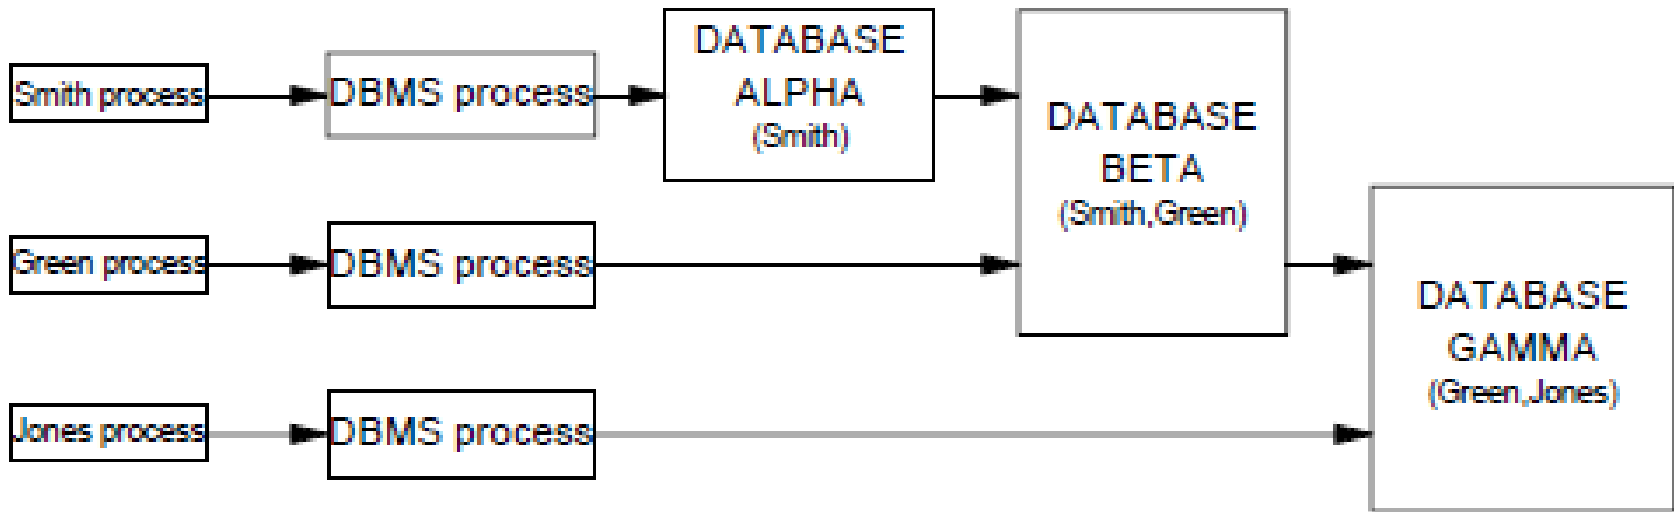 Smith process
DBMS process
DATABASE
ALPHA
(Smith)
DATABASE
BETA
(Smith,Green)
Green process
DBMS process
DATABASE
GAMMA
(Green,Jones)
Jones process
DBMS process